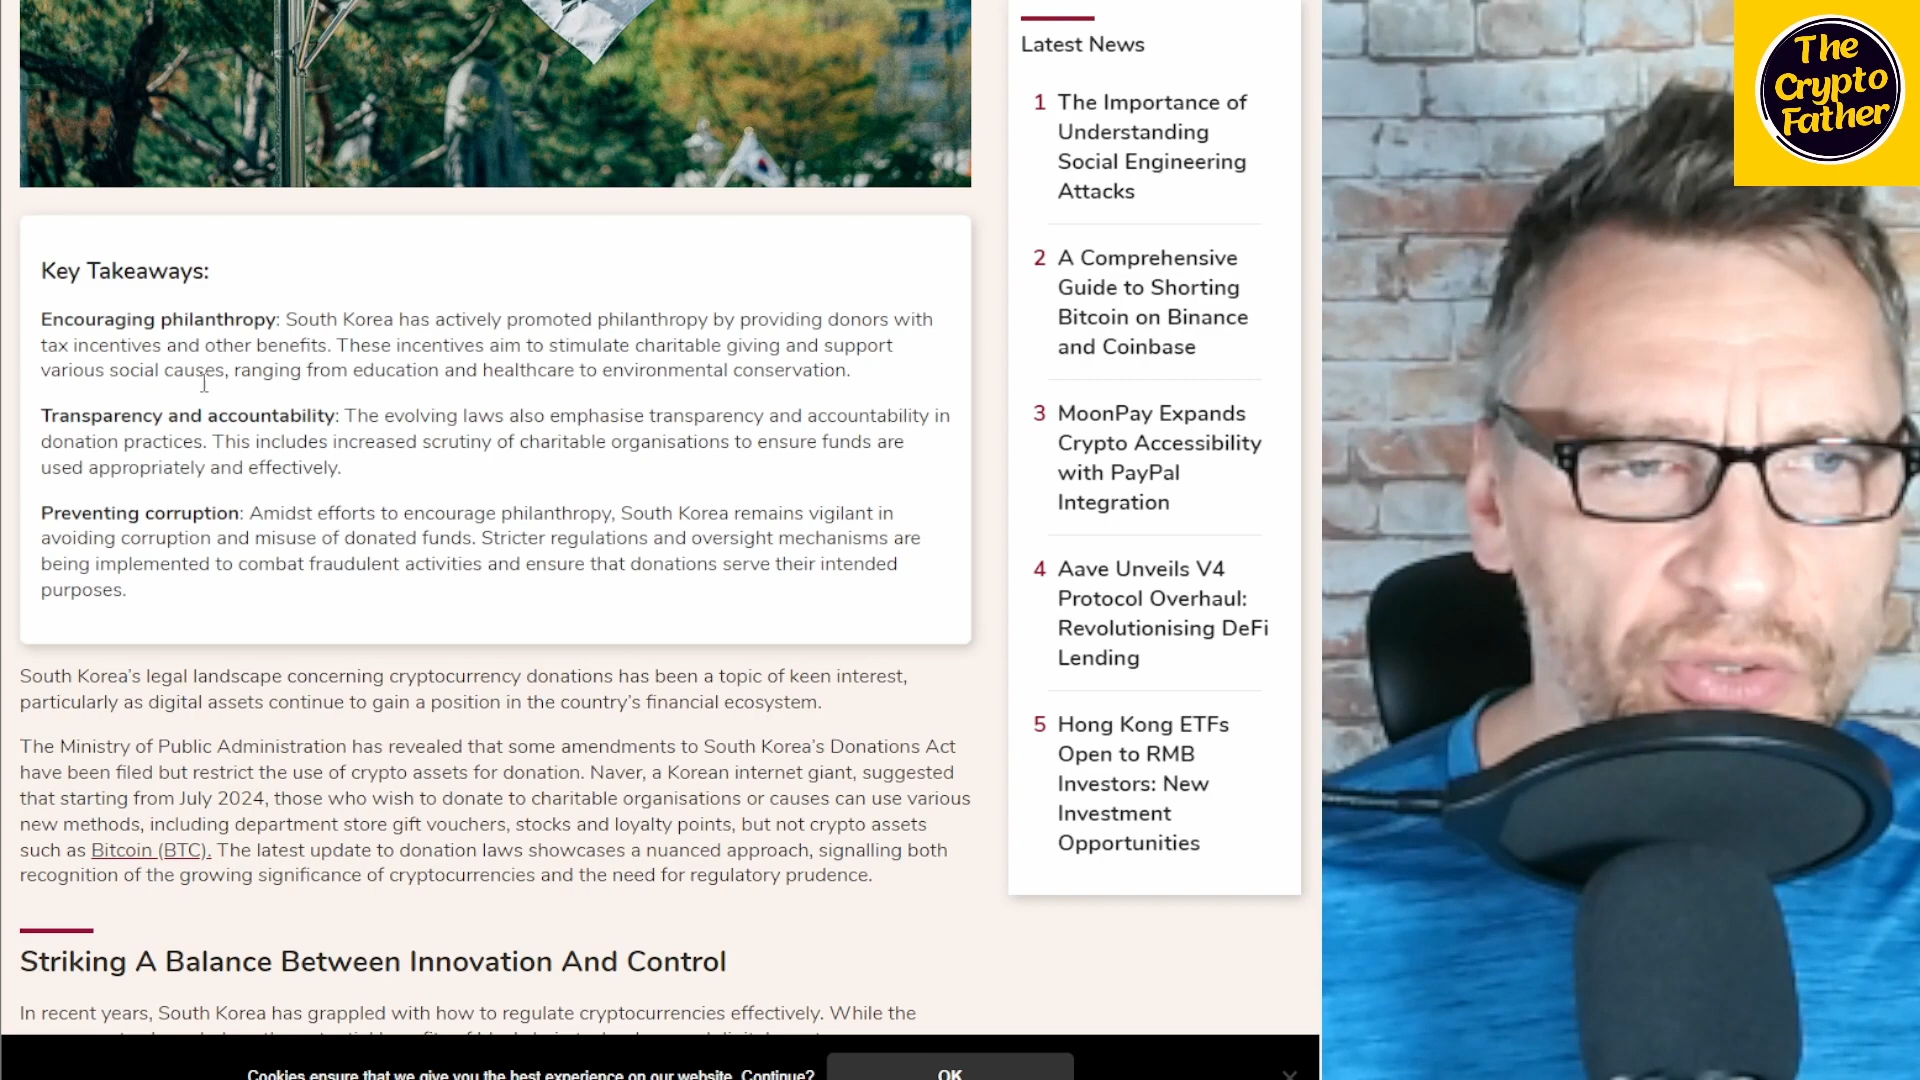 Key Takeaways:
Encouraging philanthropy: South Korea has actively promoted philanthropy by providing donors with
tax incentives and other benefits. These incentives aim to stimulate charitable giving and support
various social causes, ranging from education and healthcare to environmental conservation.
Transparency and accountability: The evolving laws also emphasise transparency and accountability in
donation practices. This includes increased scrutiny of charitable organisations to ensure funds are
used appropriately and effectively.
Preventing corruption: Amidst efforts to encourage philanthropy, South Korea remains vigilant in
avoiding corruption and misuse of donated funds. Stricter regulations and oversight mechanisms are
being implemented to combat fraudulent activities and ensure that donations serve their intended
purposes.
South Korea's legal landscape concerning cryptocurrency donations has been a topic of keen interest,
particularly as digital assets continue to gain a position in the country's financial ecosystem.
The Ministry of Public Administration has revealed that some amendments to South Korea's Donations Act
have been filed but restrict the use of crypto assets for donation. Naver, a Korean internet giant, suggested
that starting from July 2024, those who wish to donate to charitable organisations or causes can use various
new methods, including department store gift vouchers, stocks and loyalty points, but not crypto assets
such as Bitcoin (BTC). The latest update to donation laws showcases a nuanced approach, signalling both
recognition of the growing significance of cryptocurrencies and the need for regulatory prudence.
Striking A Balance Between Innovation And Control
In recent years, South Korea has grappled with how to regulate cryptocurrencies effectively. While the
Latest News
1 The Importance of
Understanding
Social Engineering
Attacks
2 A Comprehensive
Guide to Shorting
Bitcoin on Binance
and Coinbase
3 MoonPay Expands
Crypto Accessibility
with PayPal
Integration
4 Aave Unveils V4
Protocol Overhaul:
Revolutionising DeFi
Lending
5 Hong Kong ETFs
Open to RMB
Investors: New
Investment
Opportunities
Cookies ensure that we give you the best experience on our website. Continue?
OK
The
Crypto
Father